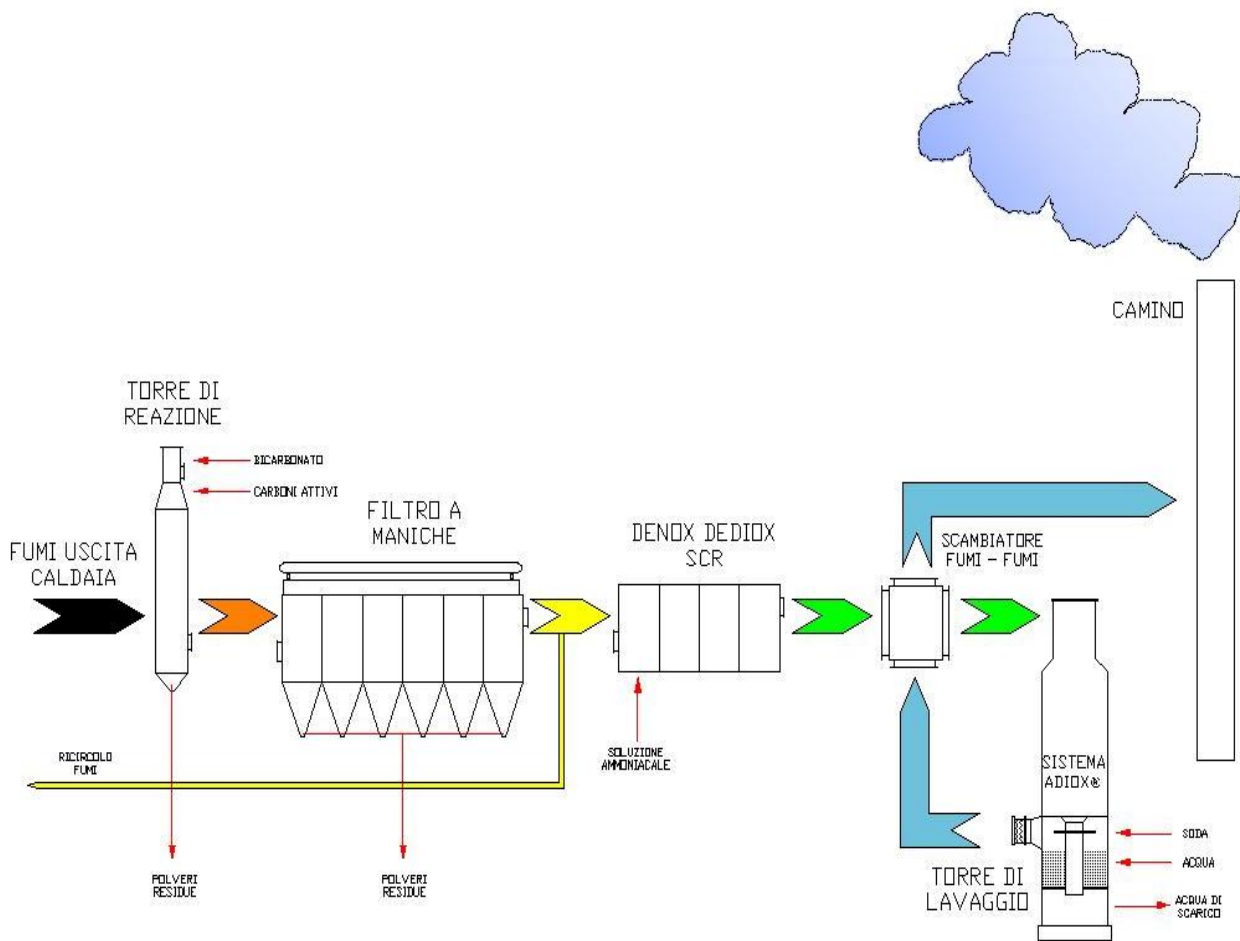 CAMINO
TORRE DI
REAZIONE
BICARBONATO
CARBONI ATTIVI
FUMI USCITA
CALDAIA
FILTRO A
MANICHE
DENOX DEDIOX
SCR
SCAMBIATORE
FUMI - FUMI
RICIRCOLO
FUMI
SOLUZIONE
AMMONIACALE
SISTEMA
ADIOX®
SODA
ACQUA
ACQUA DI
SCARICO
TORRE DI
LAVAGGIO
POLVERI
RESIDUE
POLVERI
RESIDUE